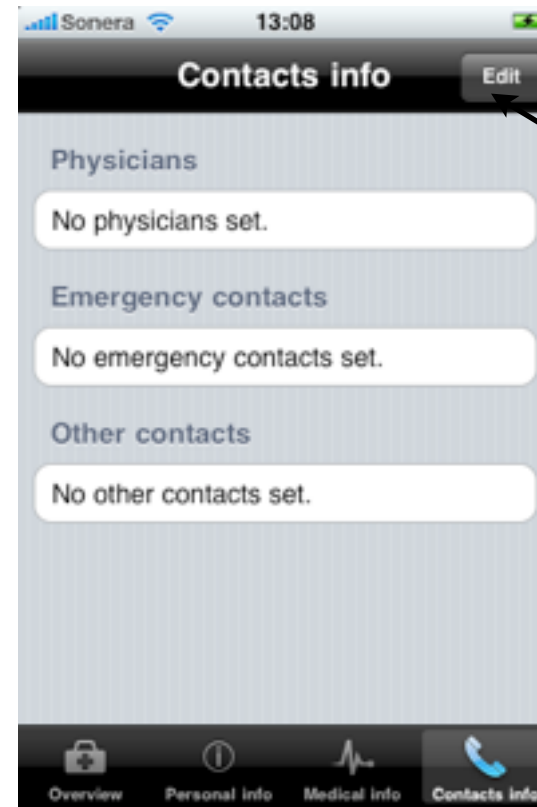 Sonera 13:08
Contacts info Edit
Physicians
No physicians set.
Emergency contacts
No emergency contacts set.
Other contacts
No other contacts set.
Overview Personal info Medical info Contacts info